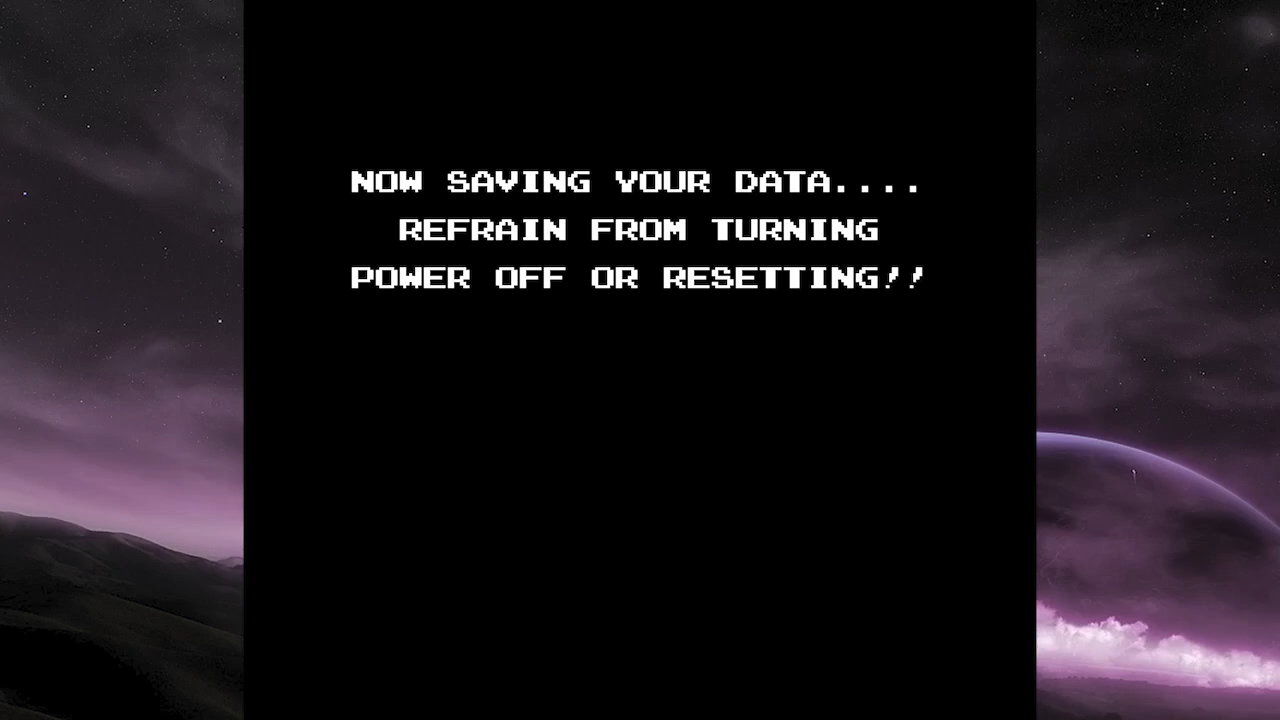 NOW SAVING YOUR DATA....
REFRAIN FROM TURNING
POWER OFF OR RESETTING!!